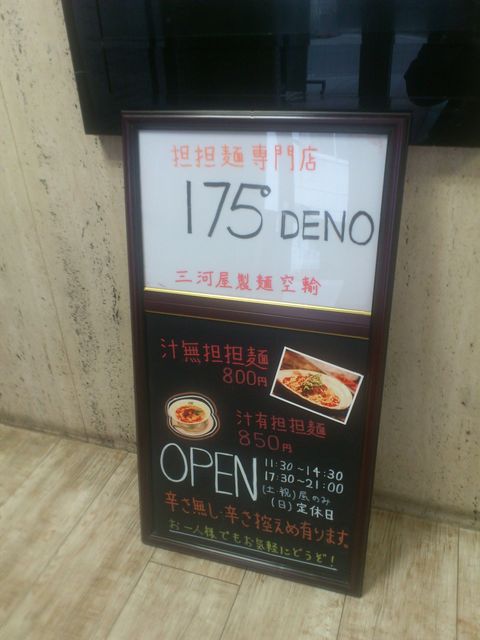 担担麺専門店
175° DENO
三河屋製麺空輸
汁無担担麺
800円
汁有担担麺
850円
OPEN
11:30~14:30
17:30~21:00
(土・祝)昼のみ
(日)定休日
辛さ無し・辛さ控えめ有ります。
お一人様でもお気軽にどうぞ!